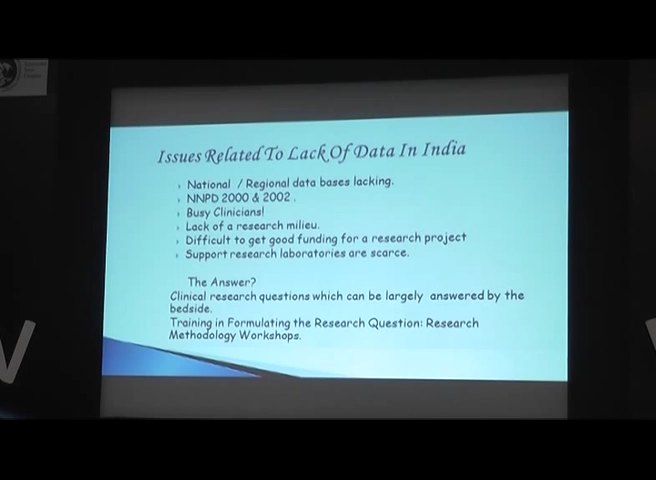 Issues Related To Lack Of Data In India
National / Regional data bases lacking.
NNPD 2000 & 2002 .
Busy Clinicians!
Lack of a research milieu.
Difficult to get good funding for a research project
Support research laboratories are scarce.
The Answer?
Clinical research questions which can be largely answered by the
bedside.
Training in Formulating the Research Question: Research
Methodology Workshops.